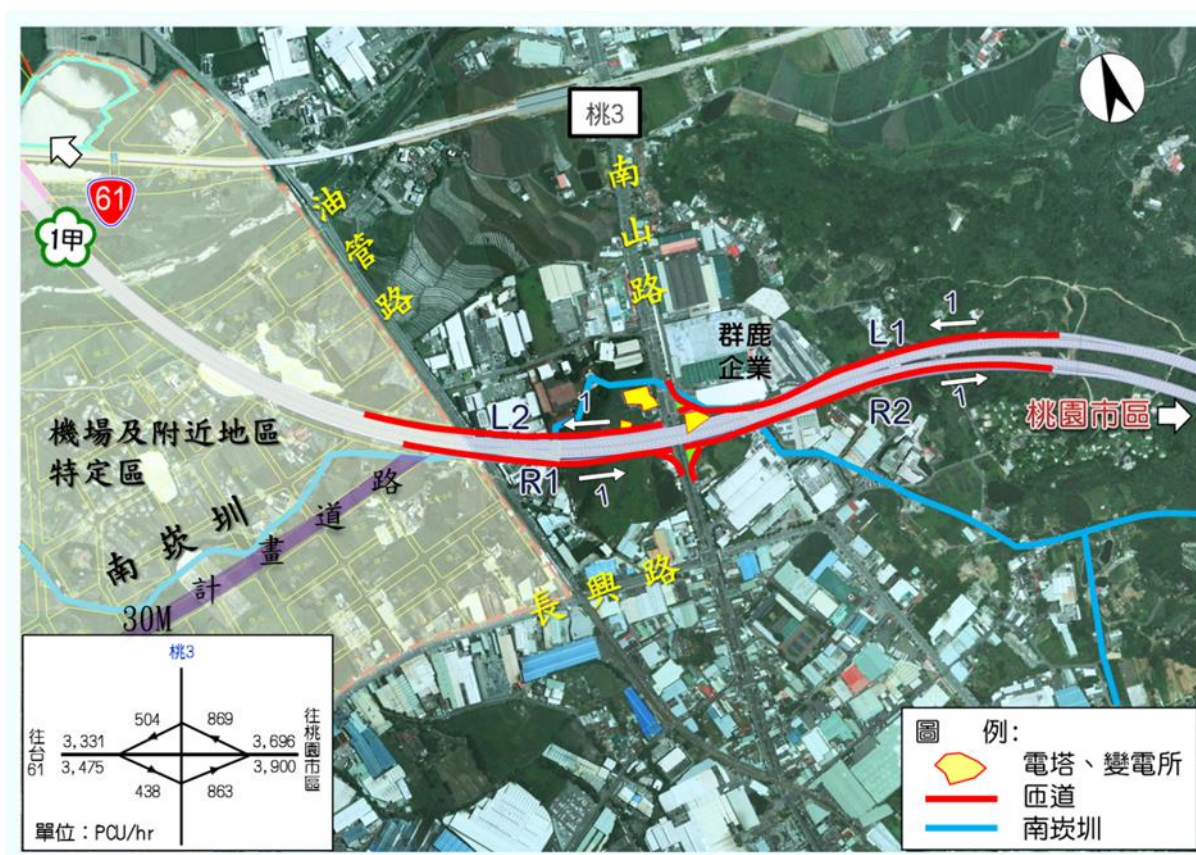 桃3
南山路
油管路
61
1甲
群鹿
企業
L1
1
R2
1
桃園市區
L2
1
R1
1
機場及附近地區
特定區
南崁圳
30M計畫道路
長興路
桃3
504
869
往台61
3,331
3,475
3,696
3,900
往桃園市區
438
863
單位：PCU/hr
圖 例:
電塔、變電所
匝道
南崁圳